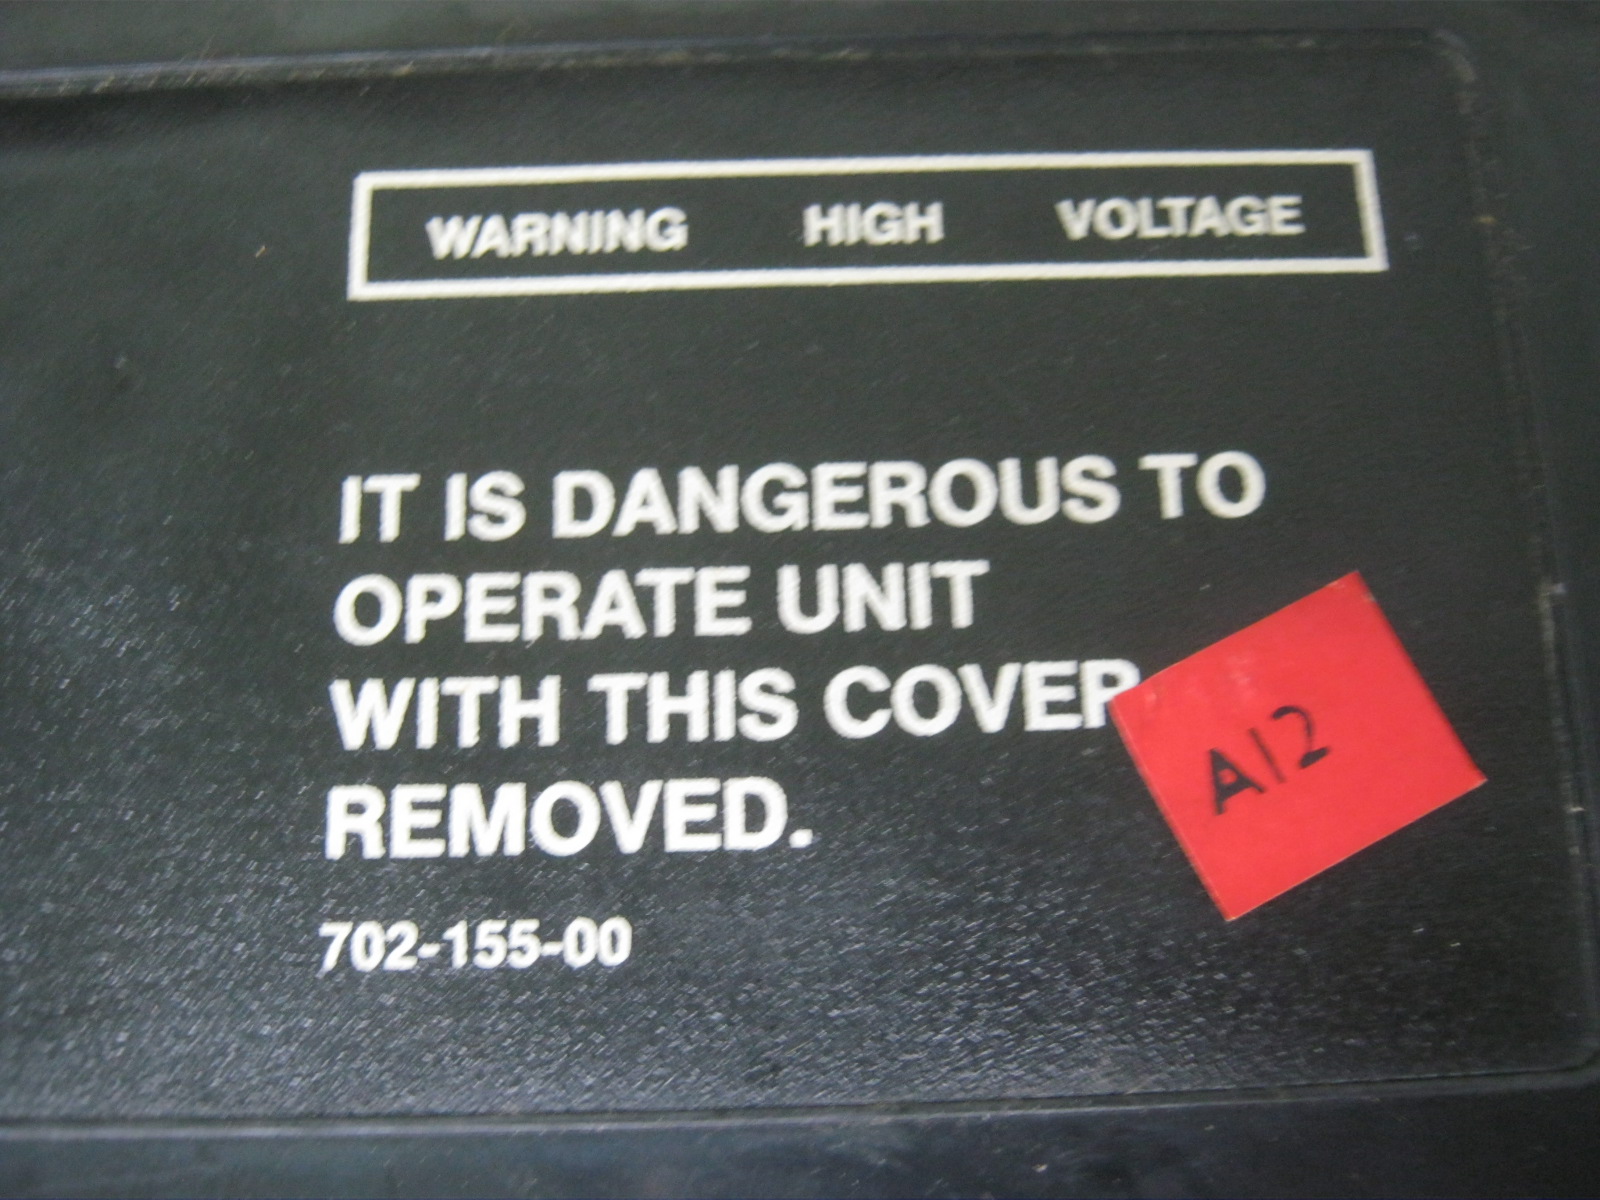 WARNING HIGH VOLTAGE
IT IS DANGEROUS TO
OPERATE UNIT
WITH THIS COVER
REMOVED.
702-155-00
A12